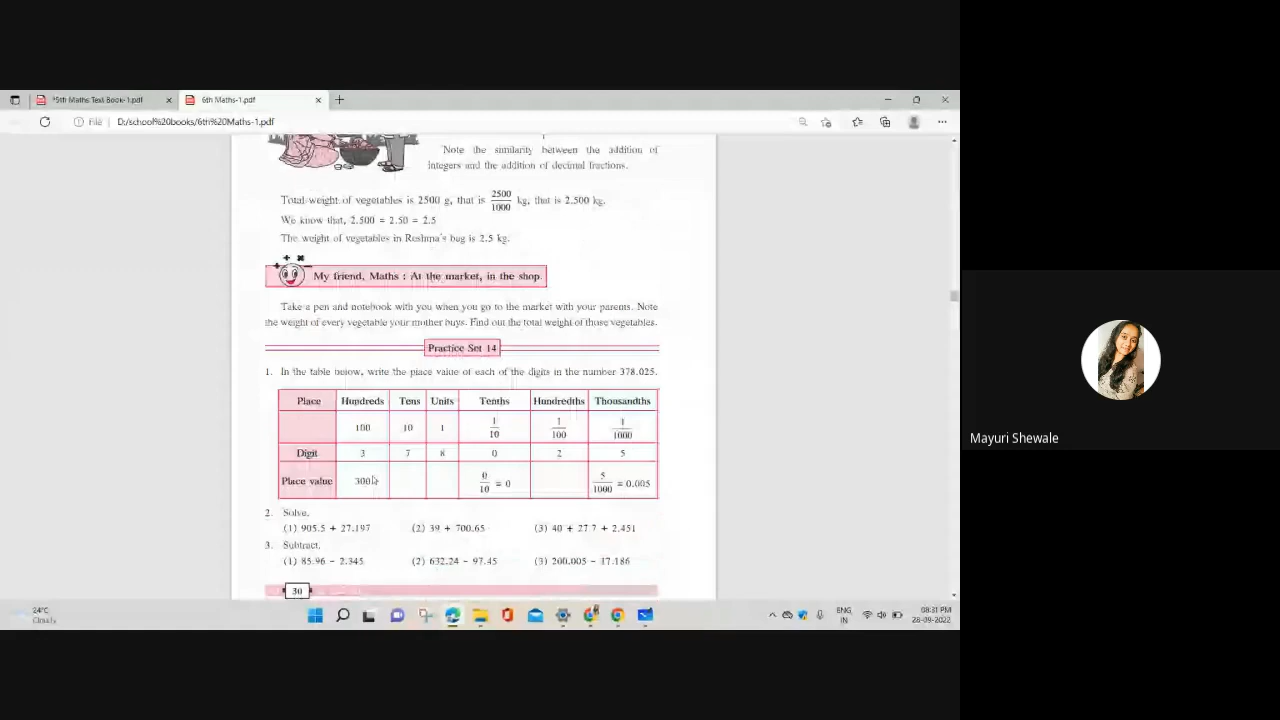 *5th Maths Text Book-1.pdf
6th Maths-1.pdf
File D:/school%20books/6th%20Maths-1.pdf
Note the similarity between the addition of
integers and the addition of decimal fractions.
Total weight of vegetables is 2500 g, that is 2500/1000 kg, that is 2.500 kg.
We know that, 2.500 = 2.50 = 2.5
The weight of vegetables in Reshma's bag is 2.5 kg.
My friend, Maths : At the market, in the shop.
Take a pen and notebook with you when you go to the market with your parents. Note
the weight of every vegetable your mother buys. Find out the total weight of those vegetables.
Practice Set 14
1. In the table below, write the place value of each of the digits in the number 378.025.
Place Hundreds Tens Units Tenths Hundredths Thousandths
100 10 1 1/10 1/100 1/1000
Digit 3 7 8 0 2 5
Place value 300 0/10 = 0 5/1000 = 0.005
2. Solve.
(1) 905.5 + 27.197 (2) 39 + 700.65 (3) 40 + 27.7 + 2.451
3. Subtract.
(1) 85.96 - 2.345 (2) 632.24 - 97.45 (3) 200.005 - 17.186
30
24°C
Cloudy
ENG
IN
08:31 PM
28-09-2022
Mayuri Shewale